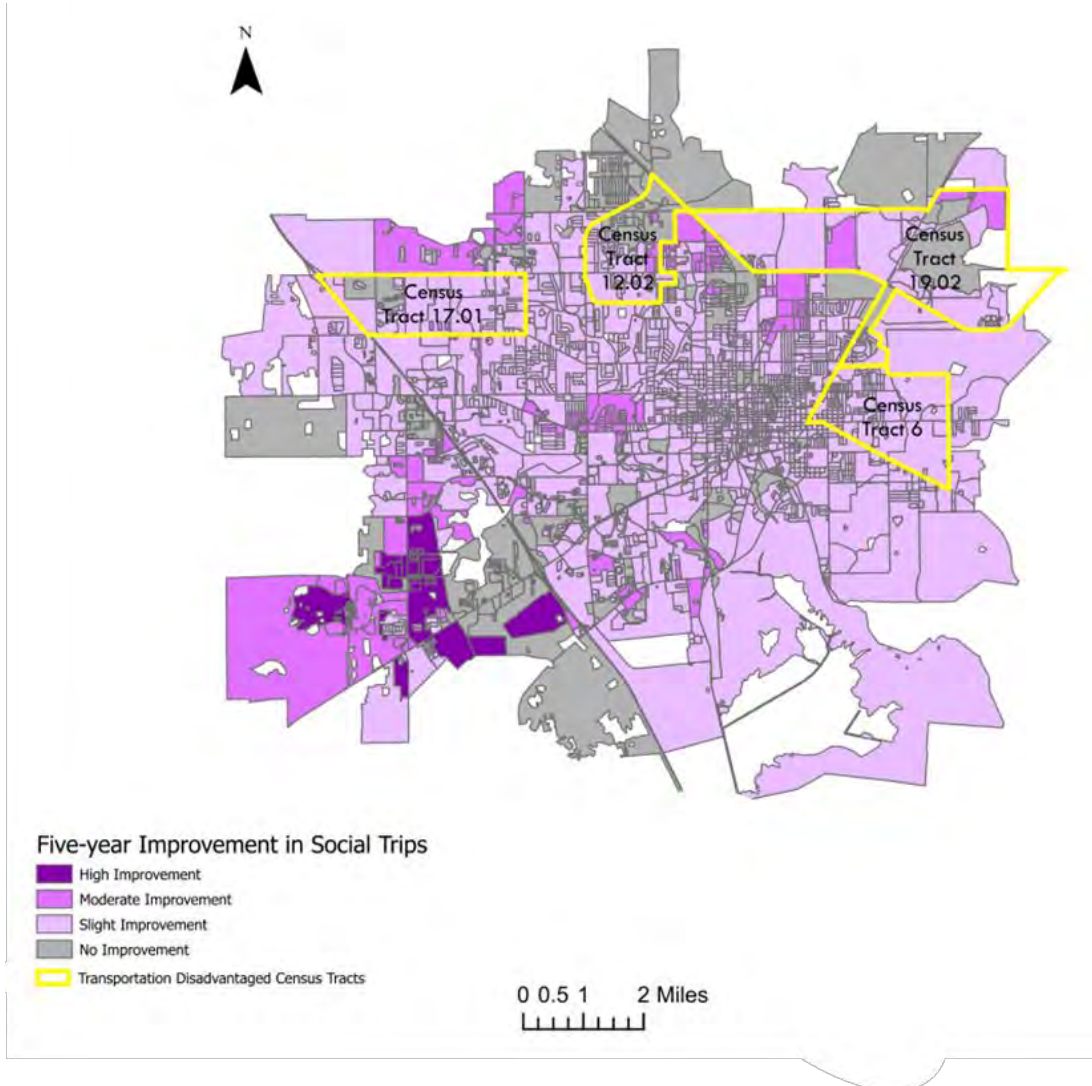 N
Census
Tract
12.02
Census
Tract
19.02
Census
Tract 17.01
Census
Tract 6
Five-year Improvement in Social Trips
High Improvement
Moderate Improvement
Slight Improvement
No Improvement
Transportation Disadvantaged Census Tracts
0 0.5 1 2 Miles